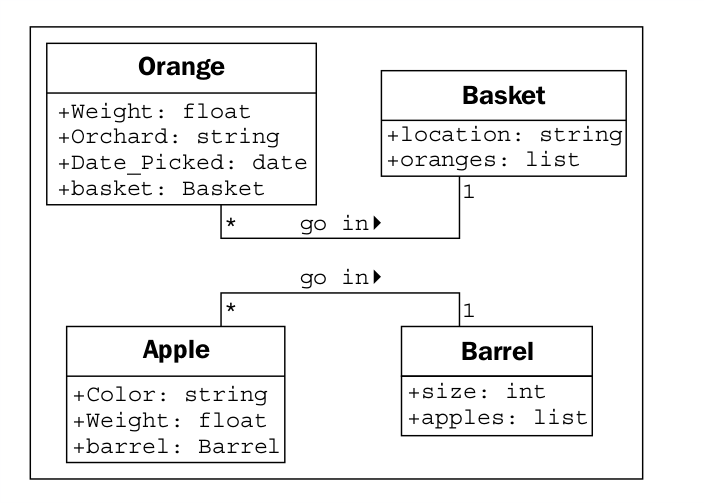 Orange
+Weight: float
+Orchard: string
+Date_Picked: date
+basket: Basket
Basket
+location: string
+oranges: list
* go in 1
go in
* 1
Apple
+Color: string
+Weight: float
+barrel: Barrel
Barrel
+size: int
+apples: list